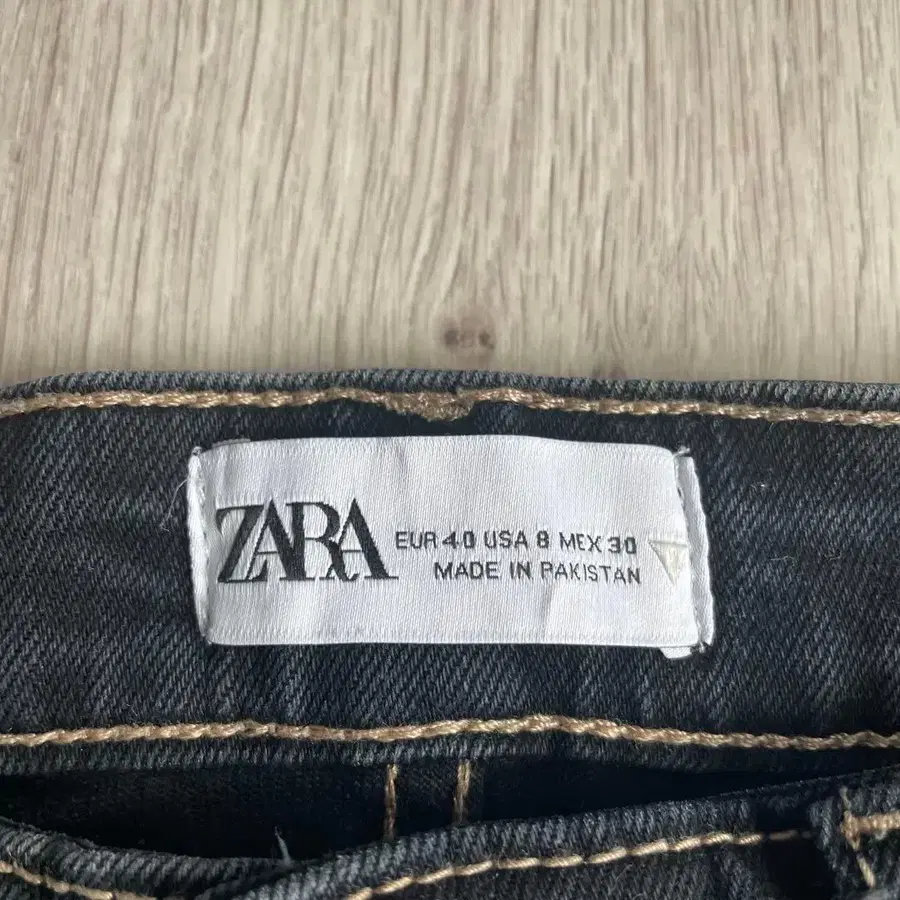 ZARA
EUR 40 USA 8 MEX 30
MADE IN PAKISTAN